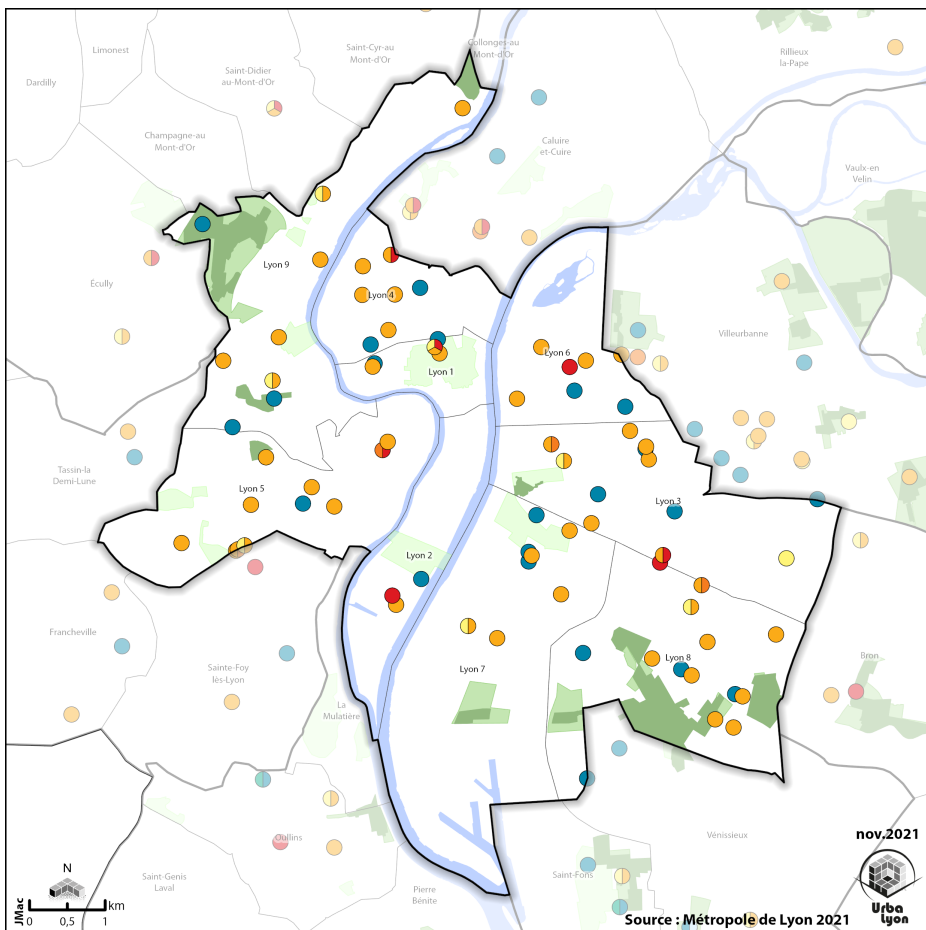 Collonges-au
Mont-d'Or
Saint-Cyr-au
Mont-d'Or
Limonest
Rillieux
la-Pape
Saint-Didier
au-Mont-d'Or
Dardilly
Champagne-au
Mont-d'Or
Caluire
et-Cuire
Vaulx-en
Velin
Lyon 9
Écully
Lyon 4
Villeurbanne
Lyon 6
Lyon 1
Tassin-la
Demi-Lune
Lyon 5
Lyon 3
Lyon 2
Francheville
Sainte-Foy
lès-Lyon
Lyon 7
Lyon 8
Bron
La
Mulatière
Oullins
Vénissieux
nov.2021
Saint-Genis
Laval
Saint-Fons
Pierre
Bénite
N
JMac
0 0,5 1 km
Source : Métropole de Lyon 2021
Urba
Lyon